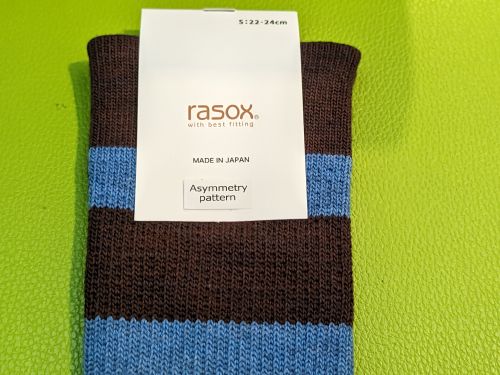 S:22-24cm
rasox®
with best fitting
MADE IN JAPAN
Asymmetry
pattern